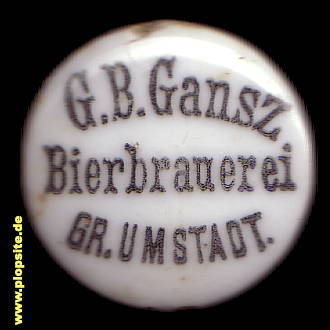 G.B.Gansz
Bierbrauerei
GR.UMSTADT.
© www.plopsite.de